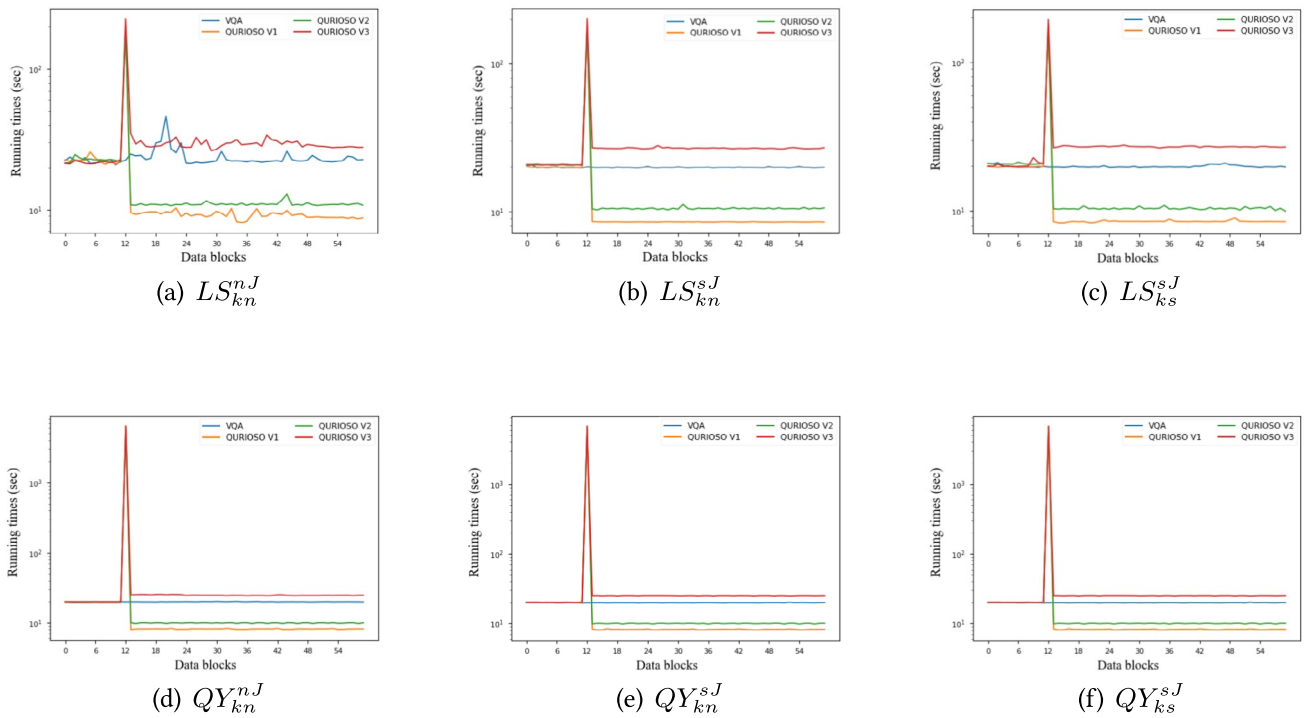 VQA QURIOSO V2
QURIOSO V1 QURIOSO V3
Running times (sec)
10² 10¹
0 6 12 18 24 30 36 42 48 54
Data blocks
(a) LS_{kn}^{nJ}
VQA QURIOSO V2
QURIOSO V1 QURIOSO V3
Running times (sec)
10² 10¹
0 6 12 18 24 30 36 42 48 54
Data blocks
(b) LS_{kn}^{sJ}
VQA QURIOSO V2
QURIOSO V1 QURIOSO V3
Running times (sec)
10² 10¹
0 6 12 18 24 30 36 42 48 54
Data blocks
(c) LS_{ks}^{sJ}
VQA QURIOSO V2
QURIOSO V1 QURIOSO V3
Running times (sec)
10³ 10² 10¹
0 6 12 18 24 30 36 42 48 54
Data blocks
(d) QY_{kn}^{nJ}
VQA QURIOSO V2
QURIOSO V1 QURIOSO V3
Running times (sec)
10³ 10² 10¹
0 6 12 18 24 30 36 42 48 54
Data blocks
(e) QY_{kn}^{sJ}
VQA QURIOSO V2
QURIOSO V1 QURIOSO V3
Running times (sec)
10³ 10² 10¹
0 6 12 18 24 30 36 42 48 54
Data blocks
(f) QY_{ks}^{sJ}